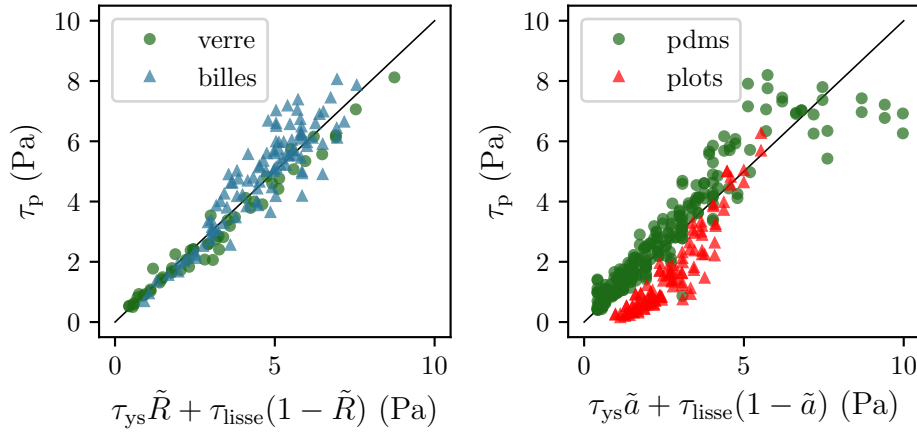 10
8
6
4
2
0
τp (Pa)
verre
billes
0 5 10
τys R̃ + τlisse(1 − R̃) (Pa)
10
8
6
4
2
0
τp (Pa)
pdms
plots
0 5 10
τys ã + τlisse(1 − ã) (Pa)